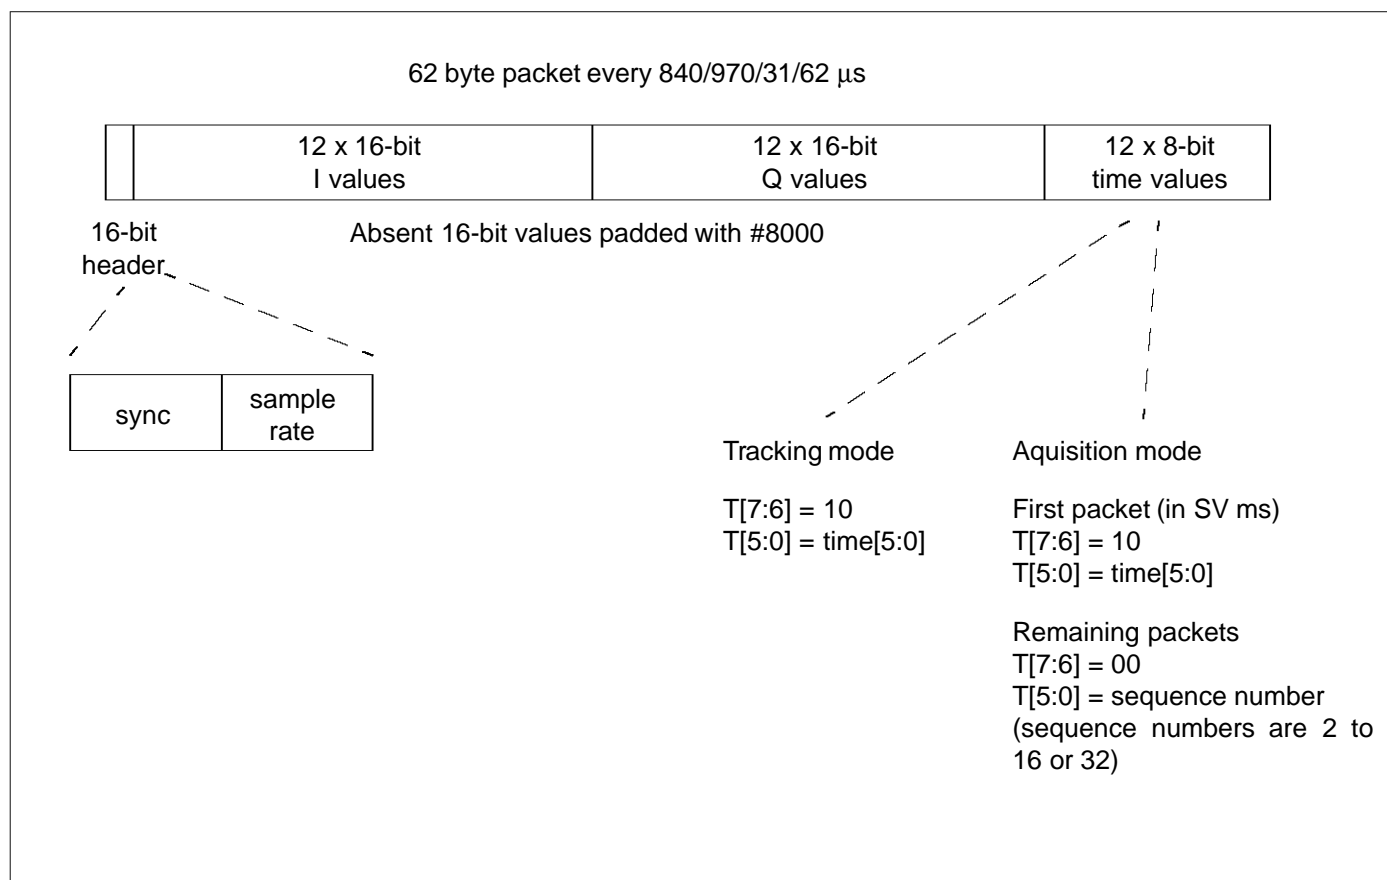 62 byte packet every 840/970/31/62 μs
12 x 16-bit
I values
12 x 16-bit
Q values
12 x 8-bit
time values
16-bit
header
Absent 16-bit values padded with #8000
sync
sample
rate
Tracking mode
T[7:6] = 10
T[5:0] = time[5:0]
Aquisition mode
First packet (in SV ms)
T[7:6] = 10
T[5:0] = time[5:0]
Remaining packets
T[7:6] = 00
T[5:0] = sequence number
(sequence numbers are 2 to
16 or 32)